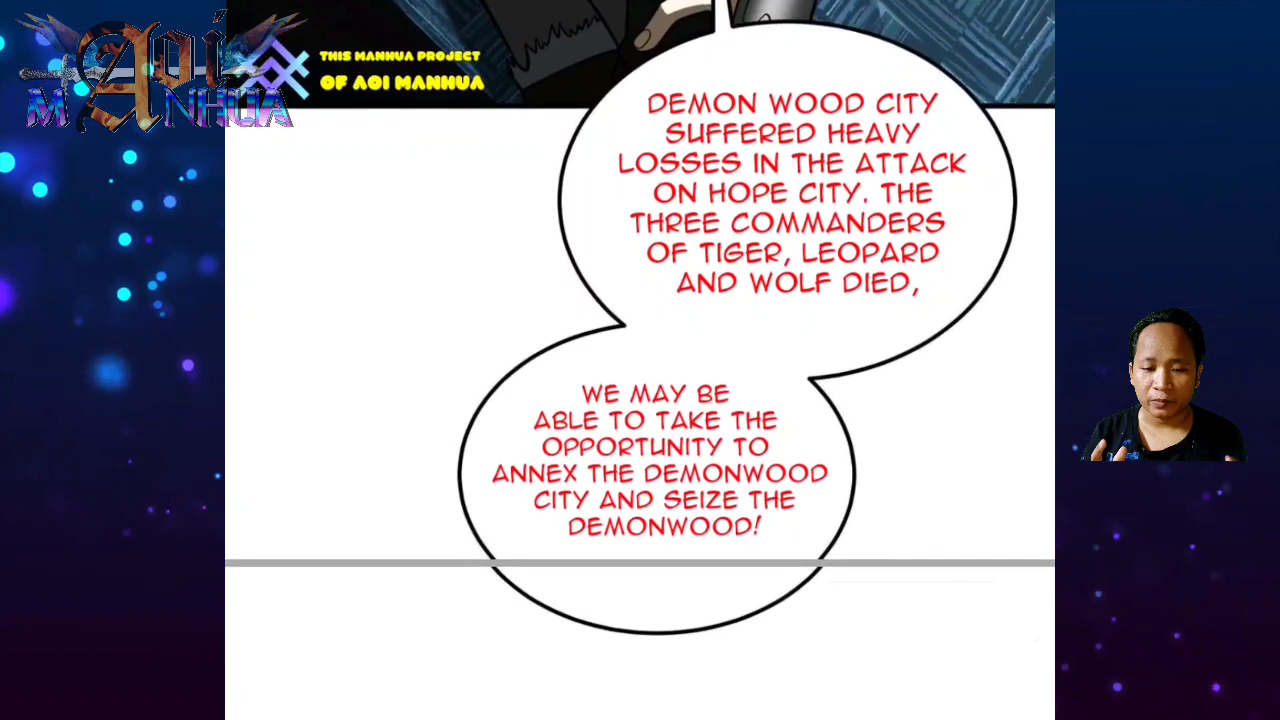 Aoi
MANHUA
THIS MANHUA PROJECT
OF AOI MANHUA
DEMON WOOD CITY
SUFFERED HEAVY
LOSSES IN THE ATTACK
ON HOPE CITY. THE
THREE COMMANDERS
OF TIGER, LEOPARD
AND WOLF DIED,
WE MAY BE
ABLE TO TAKE THE
OPPORTUNITY TO
ANNEX THE DEMONWOOD
CITY AND SEIZE THE
DEMONWOOD!